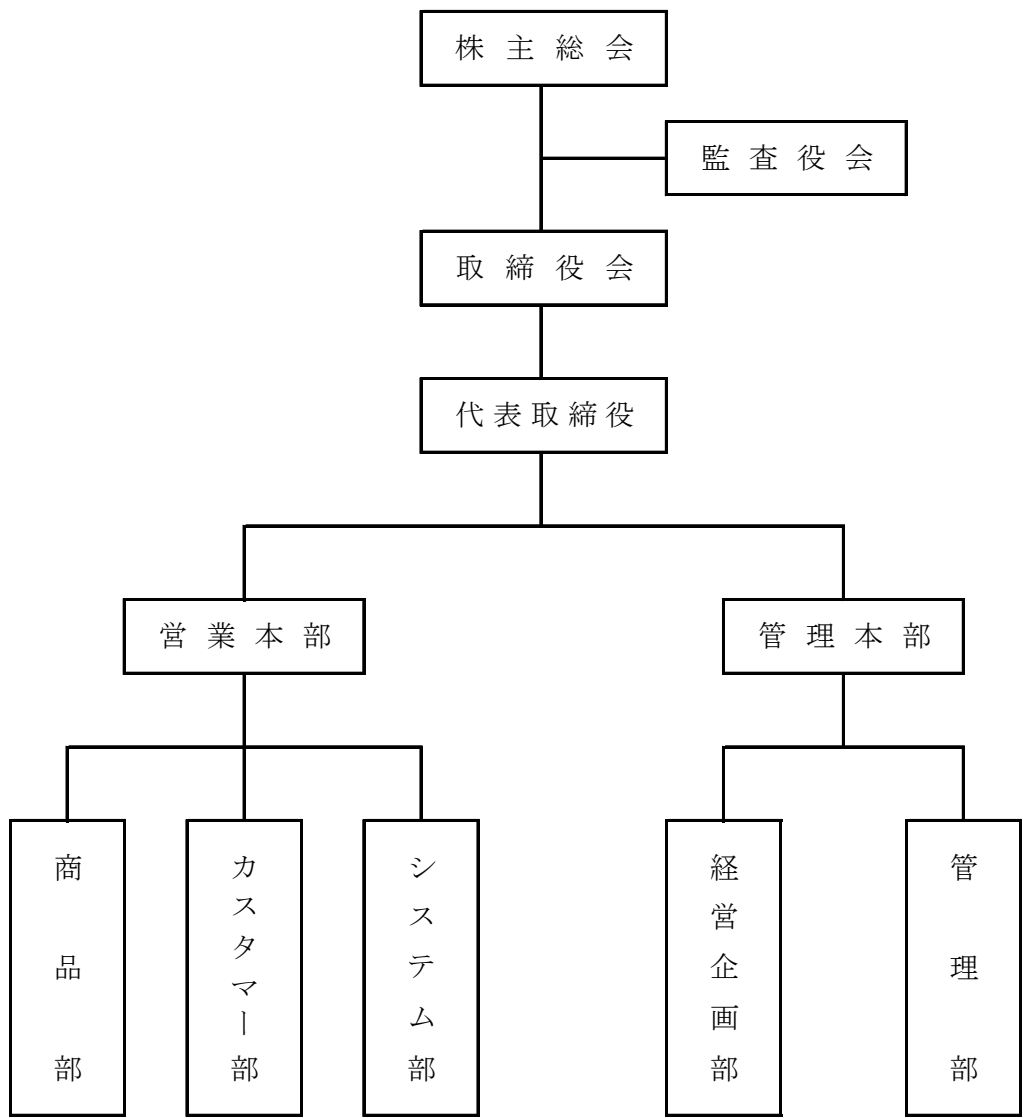 株主総会
監査役会
取締役会
代表取締役
営業本部
管理本部
商品部
カスタマー部
システム部
経営企画部
管理部